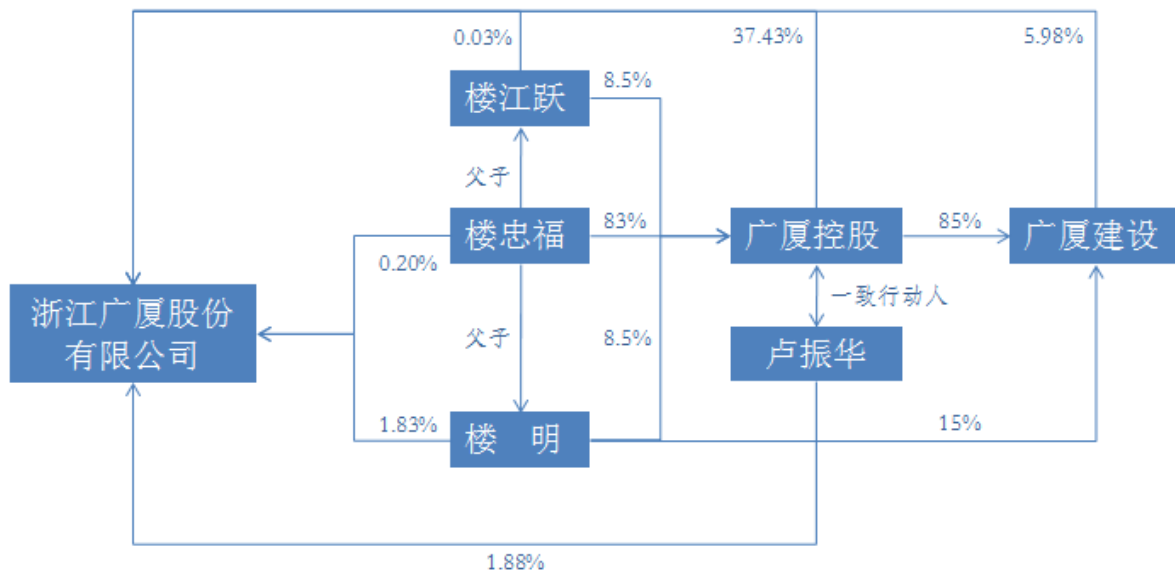 0.03%
37.43%
5.98%
楼江跃
8.5%
父子
楼忠福
83%
广厦控股
85%
广厦建设
0.20%
浙江广厦股份
有限公司
一致行动人
父子
8.5%
卢振华
1.83%
楼 明
15%
1.88%